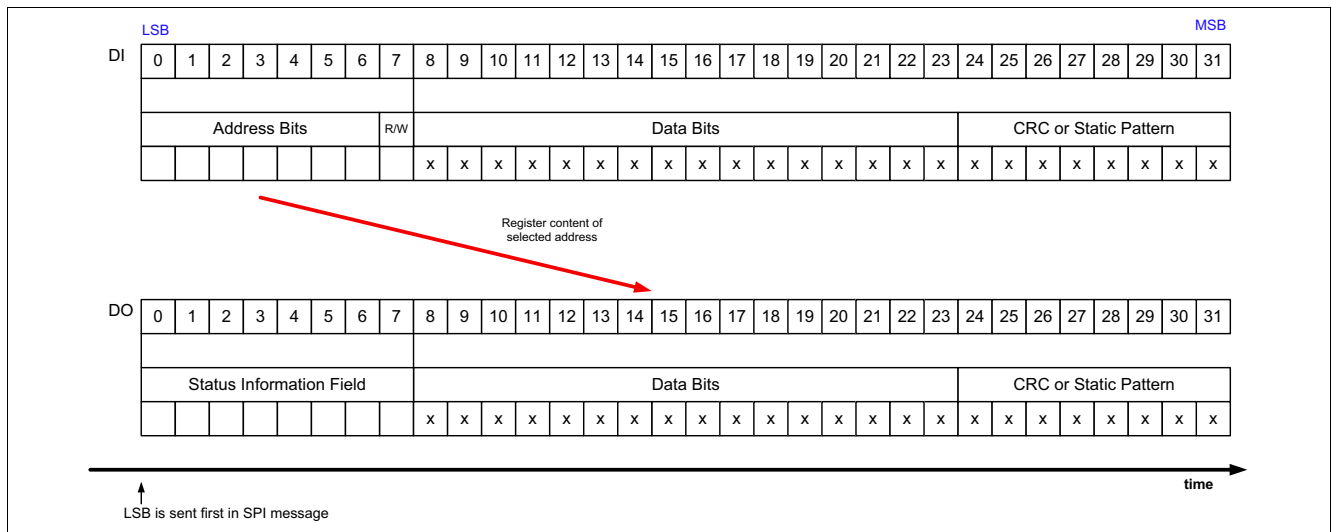 LSB MSB
DI 0 1 2 3 4 5 6 7 8 9 10 11 12 13 14 15 16 17 18 19 20 21 22 23 24 25 26 27 28 29 30 31
Address Bits R/W Data Bits CRC or Static Pattern
x x x x x x x x x x x x x x x x x x x x x x x x
Register content of
selected address
DO 0 1 2 3 4 5 6 7 8 9 10 11 12 13 14 15 16 17 18 19 20 21 22 23 24 25 26 27 28 29 30 31
Status Information Field Data Bits CRC or Static Pattern
x x x x x x x x x x x x x x x x x x x x x x x x
time
LSB is sent first in SPI message